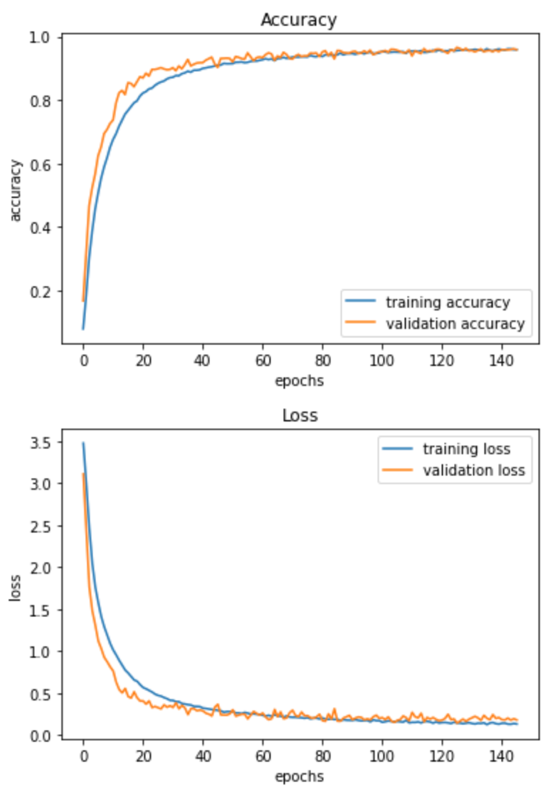 Accuracy
1.0
0.8
0.6
0.4
0.2
accuracy
training accuracy
validation accuracy
0 20 40 60 80 100 120 140
epochs
Loss
3.5
3.0
2.5
2.0
1.5
1.0
0.5
0.0
loss
training loss
validation loss
0 20 40 60 80 100 120 140
epochs